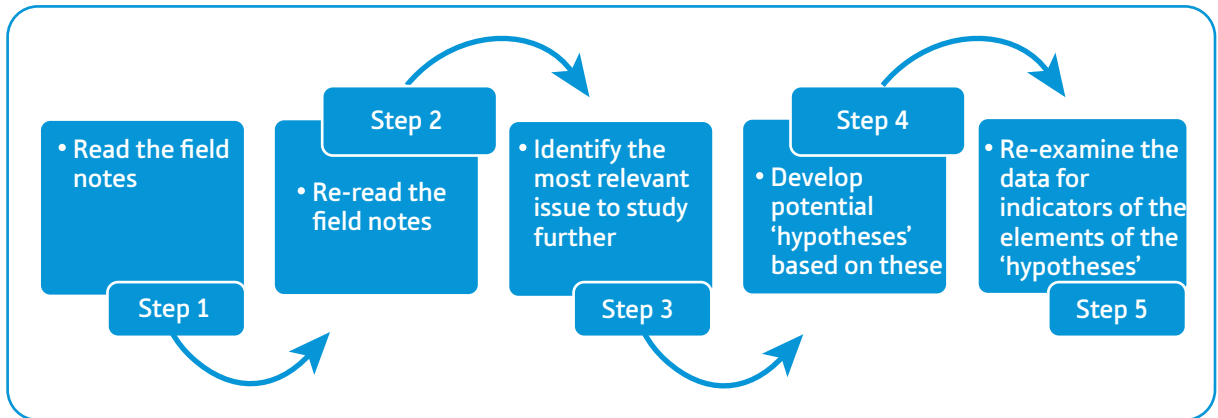 • Read the field
notes
Step 1
Step 2
• Re-read the
field notes
• Identify the
most relevant
issue to study
further
Step 3
Step 4
• Develop
potential
‘hypotheses’
based on these
• Re-examine the
data for
indicators of the
elements of the
‘hypotheses’
Step 5